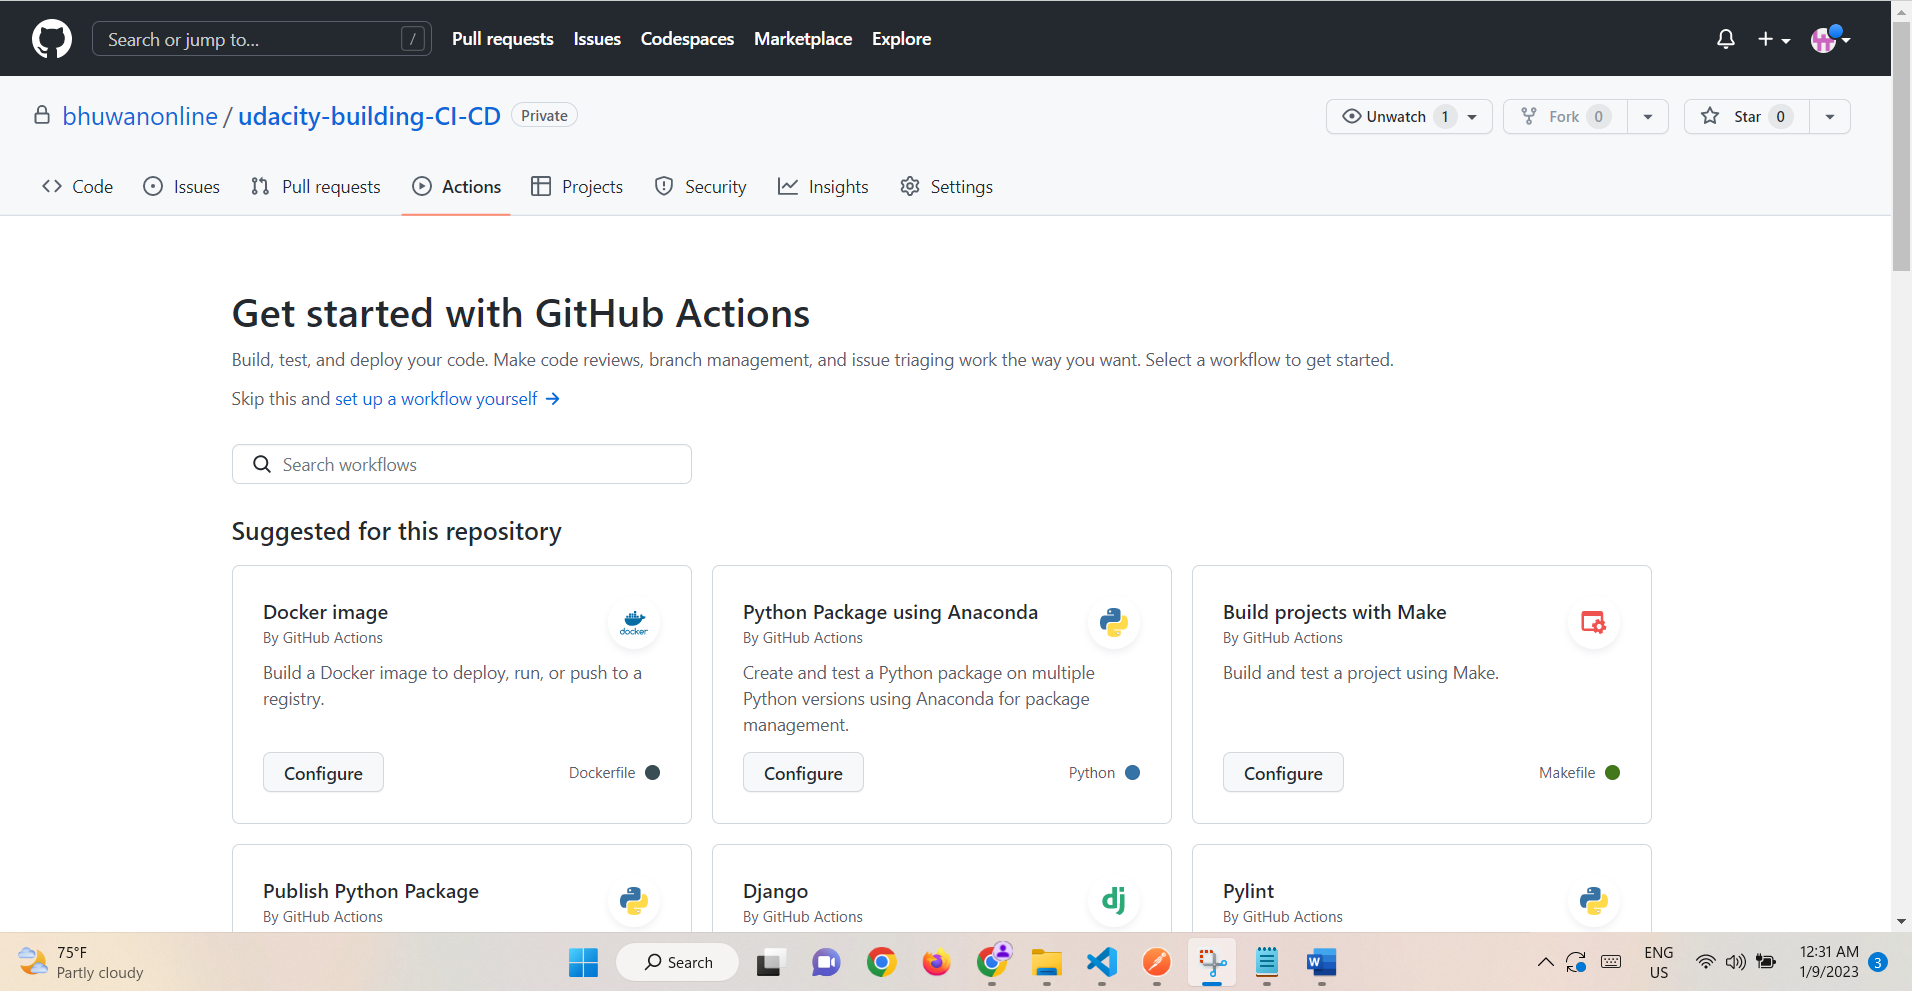 Search or jump to... /
Pull requests Issues Codespaces Marketplace Explore
bhuwanonline / udacity-building-CI-CD Private
Unwatch 1 Fork 0 Star 0
Code Issues Pull requests Actions Projects Security Insights Settings
Get started with GitHub Actions
Build, test, and deploy your code. Make code reviews, branch management, and issue triaging work the way you want. Select a workflow to get started.
Skip this and set up a workflow yourself →
Search workflows
Suggested for this repository
Docker image
By GitHub Actions
docker
Build a Docker image to deploy, run, or push to a
registry.
Configure
Dockerfile
Python Package using Anaconda
By GitHub Actions
Create and test a Python package on multiple
Python versions using Anaconda for package
management.
Configure
Python
Build projects with Make
By GitHub Actions
Build and test a project using Make.
Configure
Makefile
Publish Python Package
By GitHub Actions
Django
By GitHub Actions
dj
Pylint
By GitHub Actions
75°F
Partly cloudy
Search
W
ENG
US
12:31 AM
1/9/2023
3